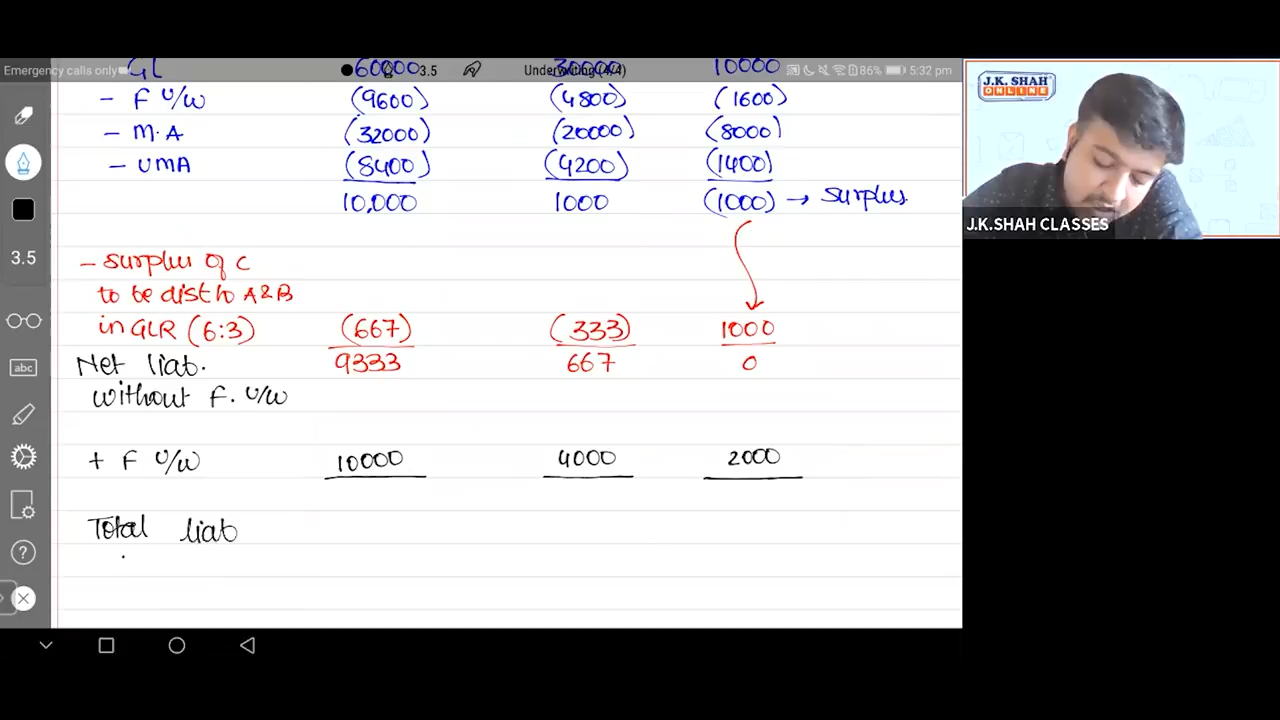 Emergency calls only 3.5 Underwriting (4/4) 86% 5:32 pm
GL 60000 30000 10000
- F U/W (9600) (4800) (1600)
- M.A (32000) (20000) (8000)
- UMA (8400) (4200) (1400)
10,000 1000 (1000) → Surplus.
- Surplus of C
to be dist to A&B
in GLR (6:3) (667) (333) 1000
Net liab. 9333 667 0
without F. U/W
+ F U/W 10000 4000 2000
Total liab
3.5
abc
J.K. SHAH
ONLINE
J.K.SHAH CLASSES